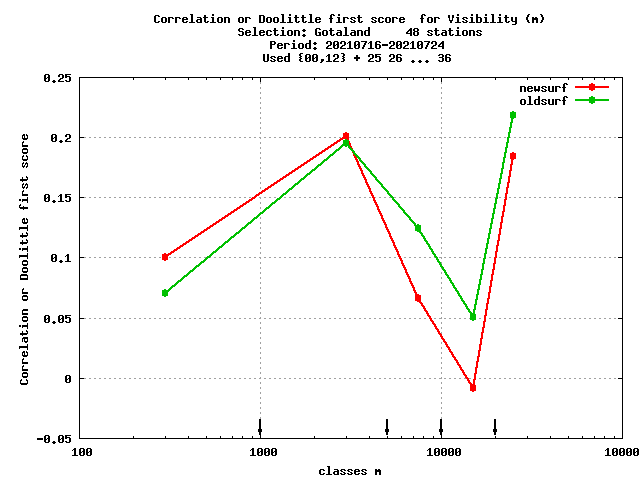 Correlation or Doolittle first score  for Visibility (m)
Selection: Gotaland     48 stations
Period: 20210716-20210724
Used {00,12} + 25 26 ... 36
newsurf
oldsurf
Correlation or Doolittle first score
0.25
0.2
0.15
0.1
0.05
0
-0.05
100
1000
10000
10000
classes m